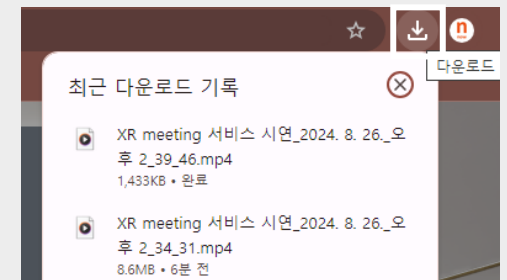 n
다운로드
최근 다운로드 기록
XR meeting 서비스 시연_2024. 8. 26._오
후 2_39_46.mp4
1,433KB • 완료
XR meeting 서비스 시연_2024. 8. 26._오
후 2_34_31.mp4
8.6MB • 6분 전